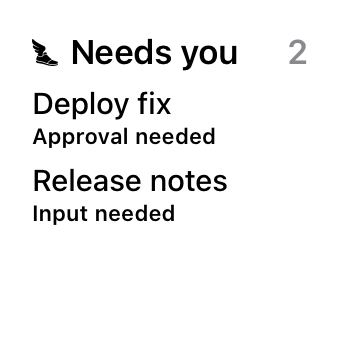 Needs you 2
Deploy fix
Approval needed
Release notes
Input needed